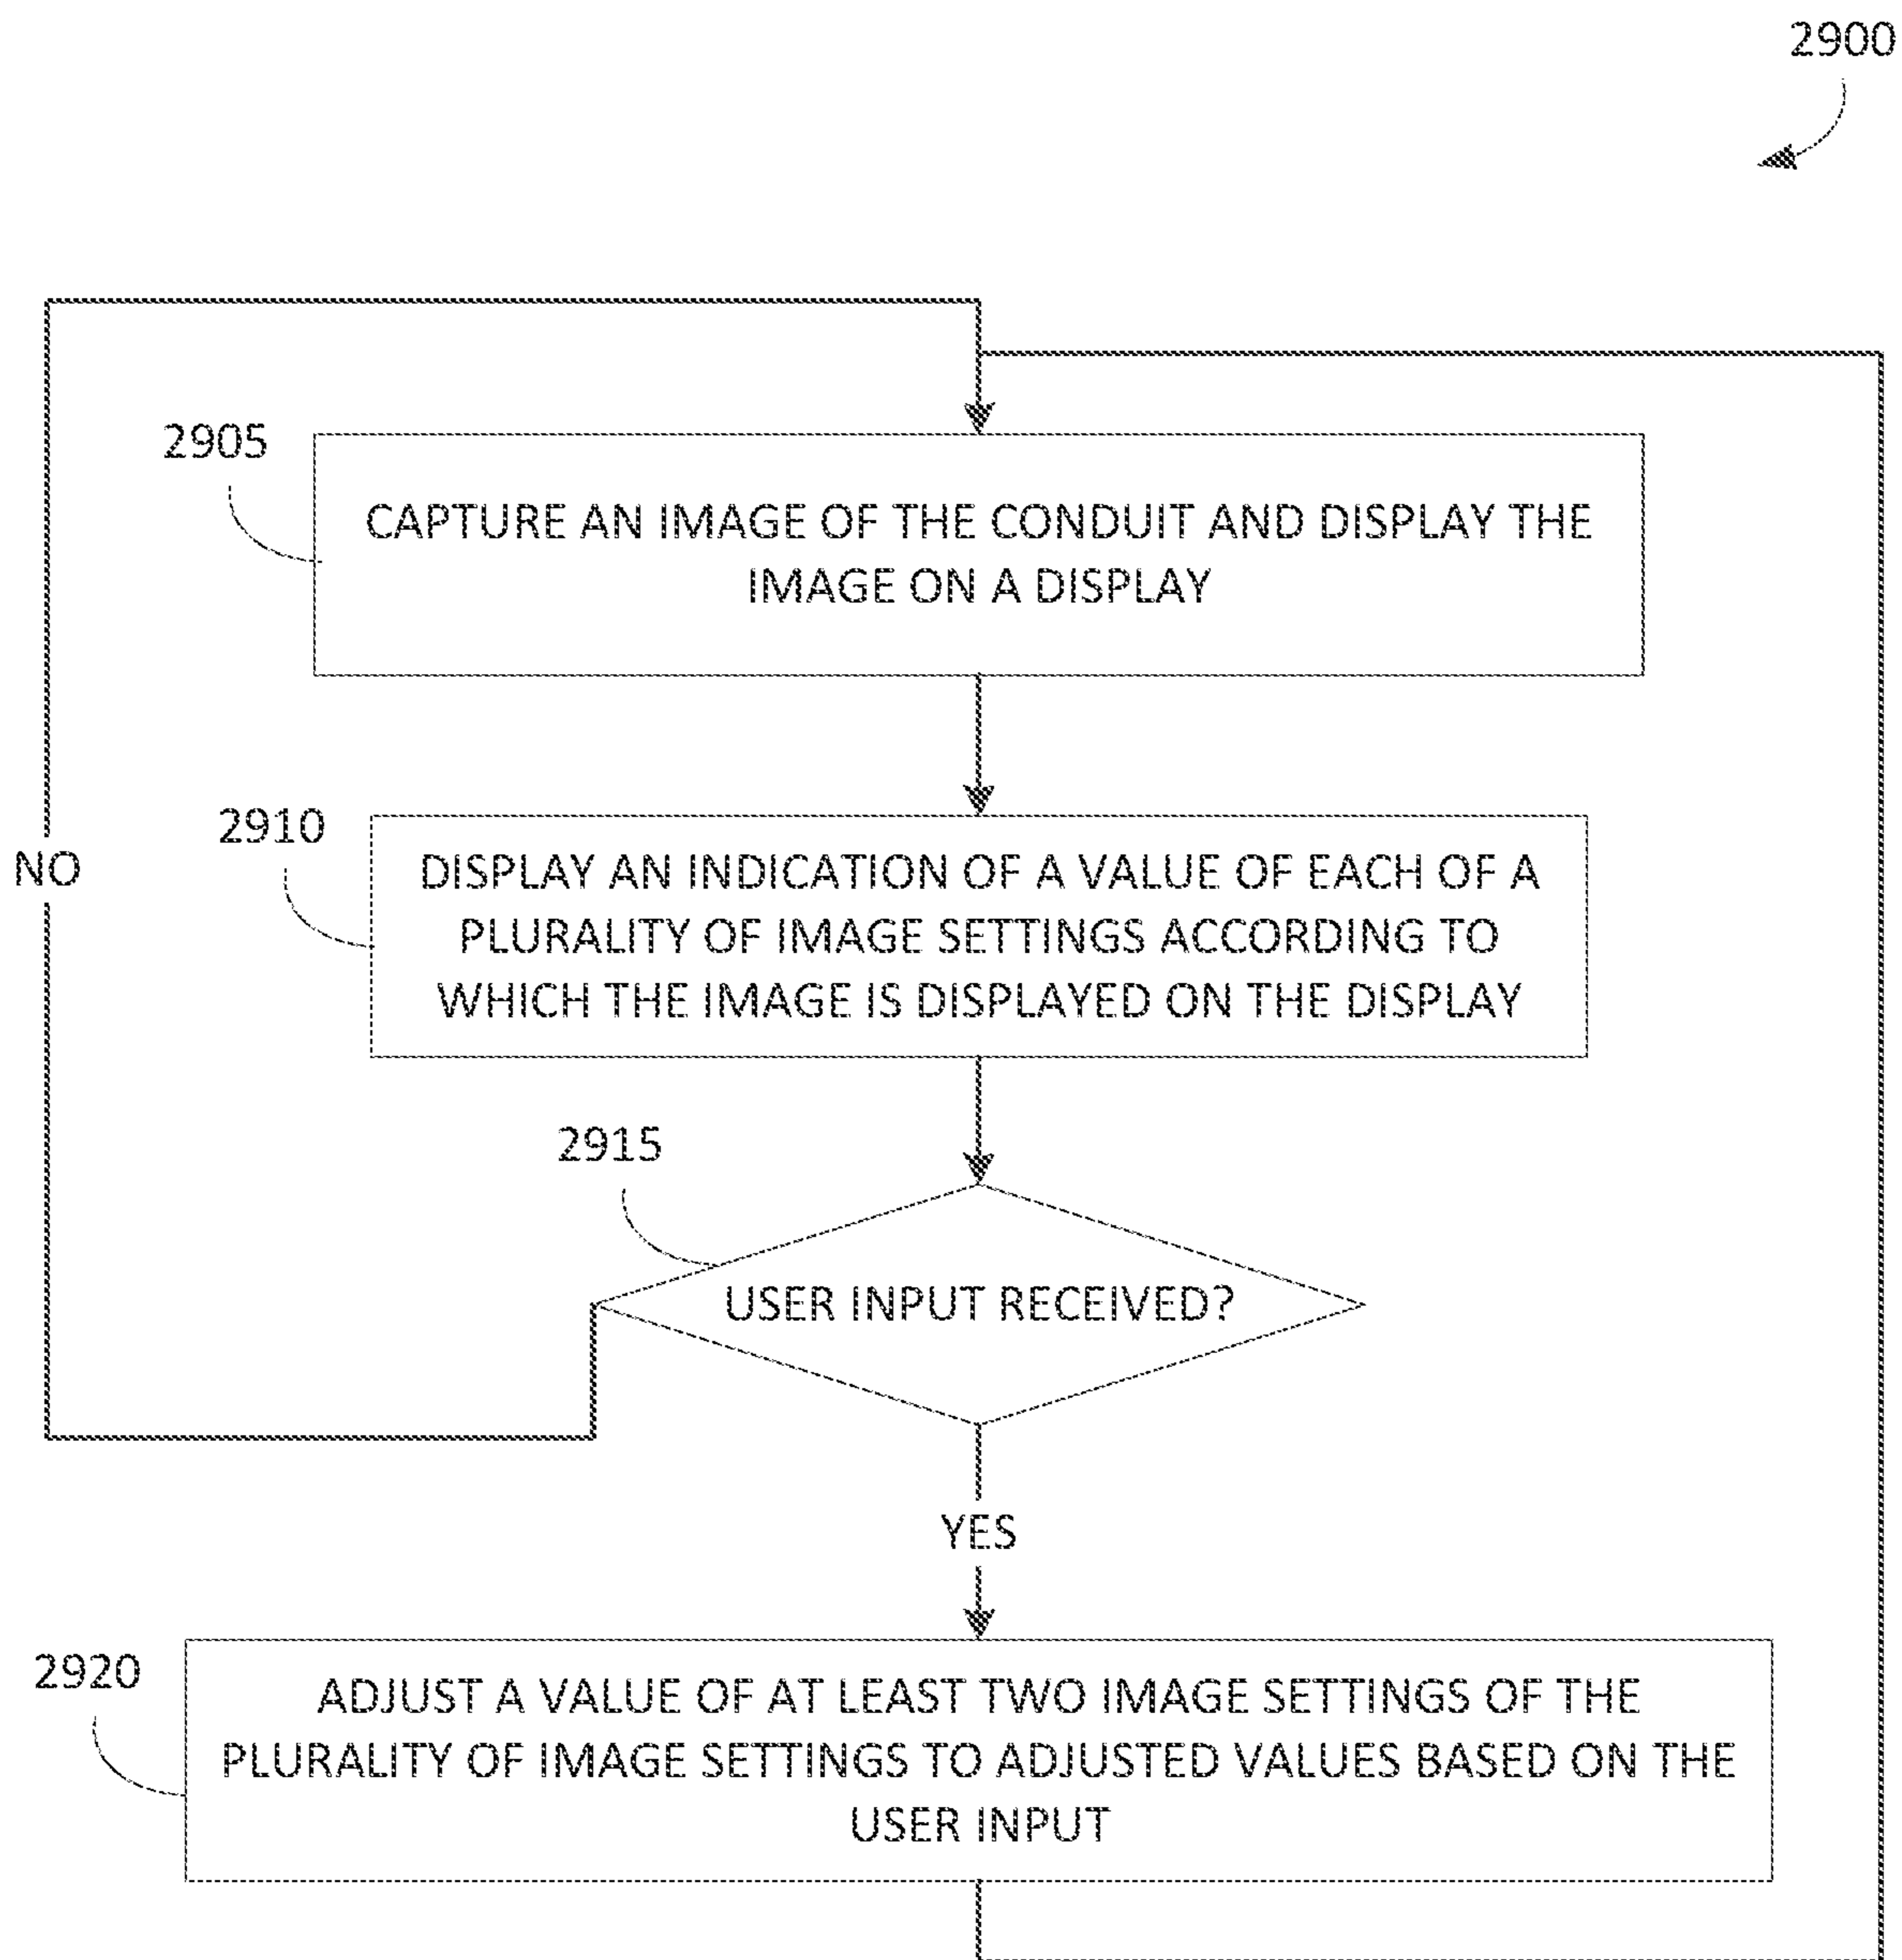 2900
2905
CAPTURE AN IMAGE OF THE CONDUIT AND DISPLAY THE
IMAGE ON A DISPLAY
2910
NO
DISPLAY AN INDICATION OF A VALUE OF EACH OF A
PLURALITY OF IMAGE SETTINGS ACCORDING TO
WHICH THE IMAGE IS DISPLAYED ON THE DISPLAY
2915
USER INPUT RECEIVED?
YES
2920
ADJUST A VALUE OF AT LEAST TWO IMAGE SETTINGS OF THE
PLURALITY OF IMAGE SETTINGS TO ADJUSTED VALUES BASED ON THE
USER INPUT